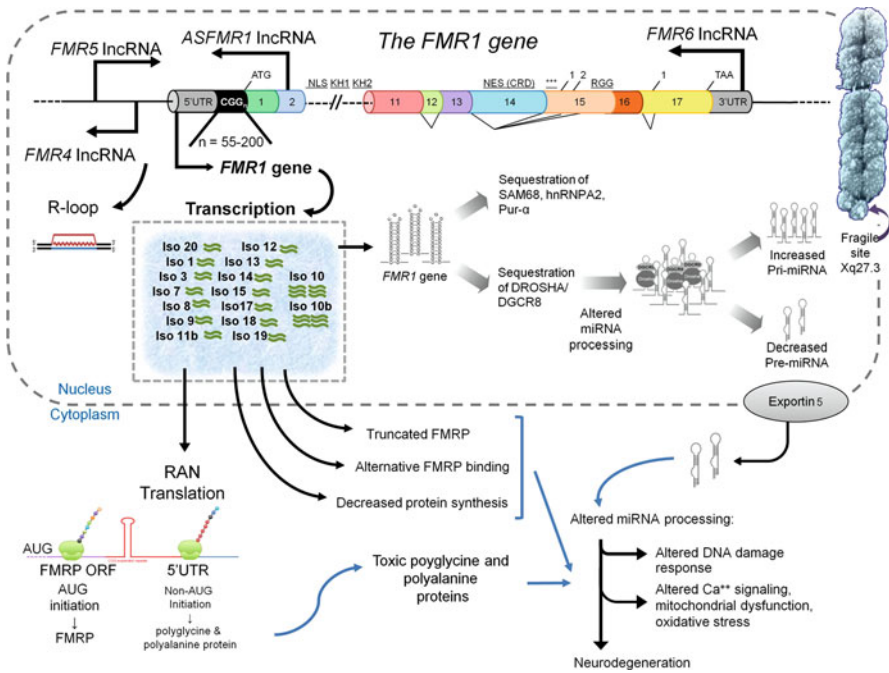 The FMR1 gene
FMR5 lncRNA
ASFMR1 lncRNA
FMR6 lncRNA
ATG
NLS KH1 KH2
NES (CRD)
***
1 2
RGG
1
TAA
5'UTR
CGG
1
2
11
12
13
14
15
16
17
3'UTR
n = 55-200
FMR4 lncRNA
FMR1 gene
R-loop
Transcription
Iso 20
Iso 12
Iso 1
Iso 13
Iso 3
Iso 14
Iso 10
Iso 7
Iso 15
Iso 8
Iso17
Iso 10b
Iso 9
Iso 18
Iso 11b
Iso 19
FMR1 gene
Sequestration of
SAM68, hnRNPA2,
Pur-α
Sequestration
of DROSHA/
DGCR8
Altered
miRNA
processing
Increased
Pri-miRNA
Decreased
Pre-miRNA
Fragile
site
Xq27.3
Nucleus
Cytoplasm
Exportin 5
Truncated FMRP
Alternative FMRP binding
Decreased protein synthesis
RAN
Translation
AUG
FMRP ORF
AUG
initiation
↓
FMRP
5'UTR
Non-AUG
Initiation
↓
polyglycine &
polyalanine protein
Toxic poyglycine and
polyalanine
proteins
Altered miRNA processing:
Altered DNA damage
response
Altered Ca⁺⁺ signaling,
mitochondrial dysfunction,
oxidative stress
Neurodegeneration